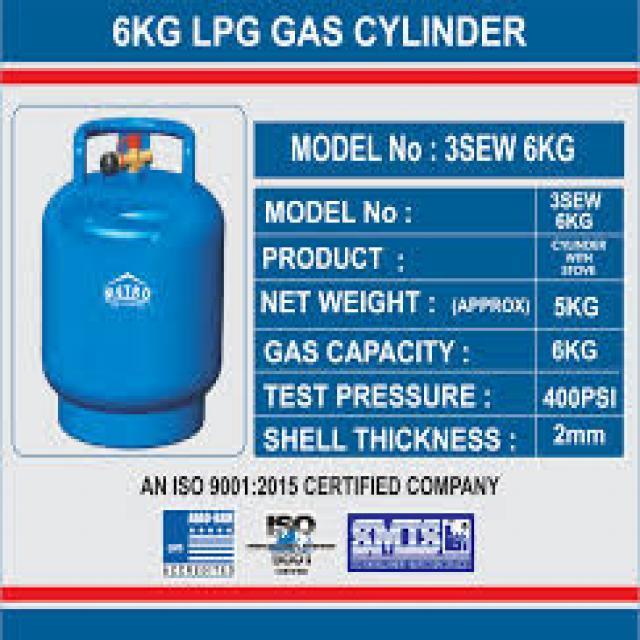 6KG LPG GAS CYLINDER
MODEL No : 3SEW 6KG
MODEL No : 3SEW 6KG
PRODUCT : CYLINDER WITH STOVE
NET WEIGHT : (APPROX) 5KG
GAS CAPACITY : 6KG
TEST PRESSURE : 400PSI
SHELL THICKNESS : 2mm
AN ISO 9001:2015 CERTIFIED COMPANY
ISO
9001